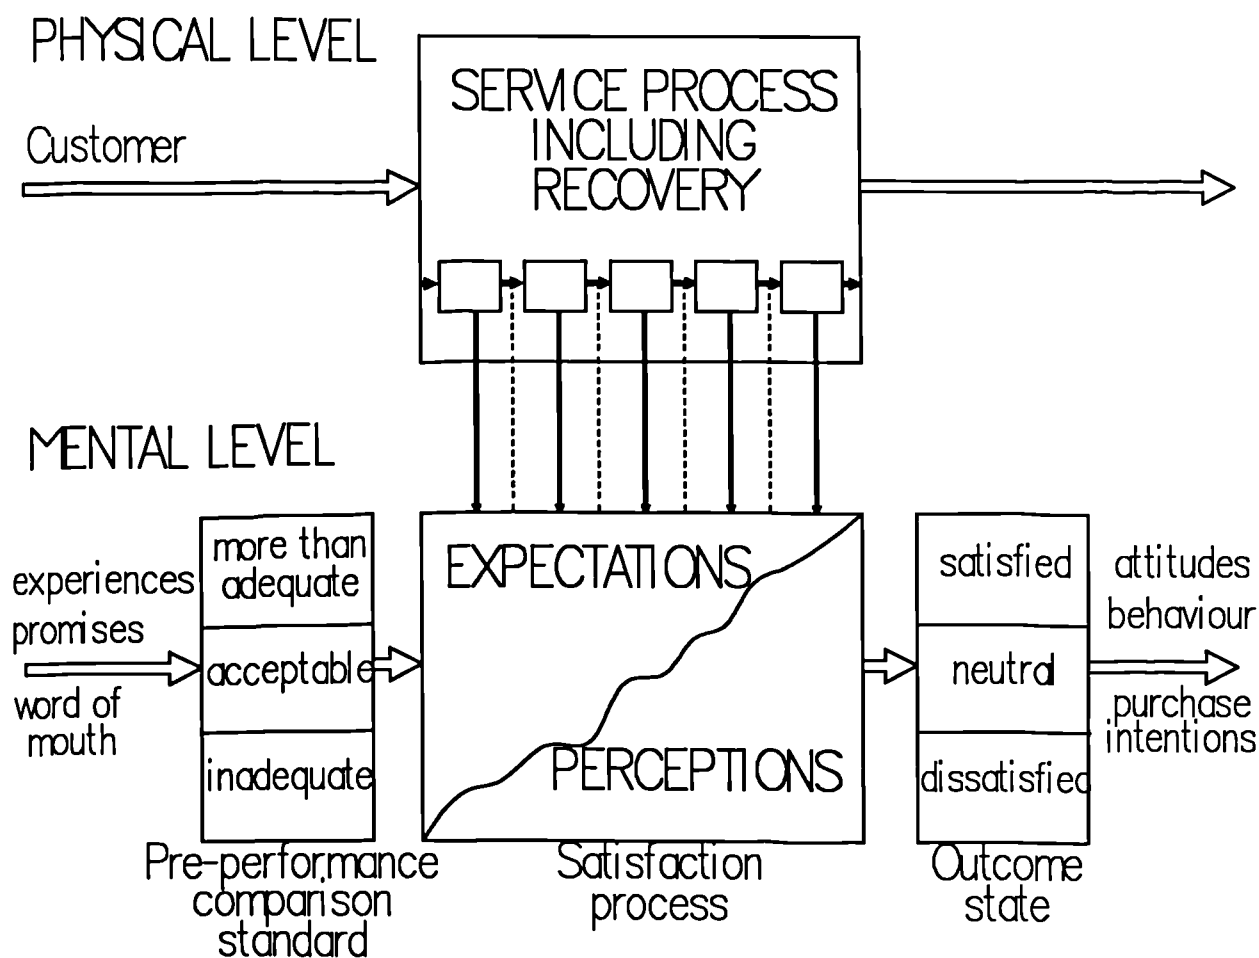 PHYSICAL LEVEL
SERVICE PROCESS
INCLUDING
RECOVERY
Customer
MENTAL LEVEL
experiences
promises
word of
mouth
more than
adequate
acceptable
inadequate
Pre-performance
comparison
standard
EXPECTATIONS
PERCEPTIONS
Satisfaction
process
satisfied
neutral
dissatisfied
Outcome
state
attitudes
behaviour
purchase
intentions